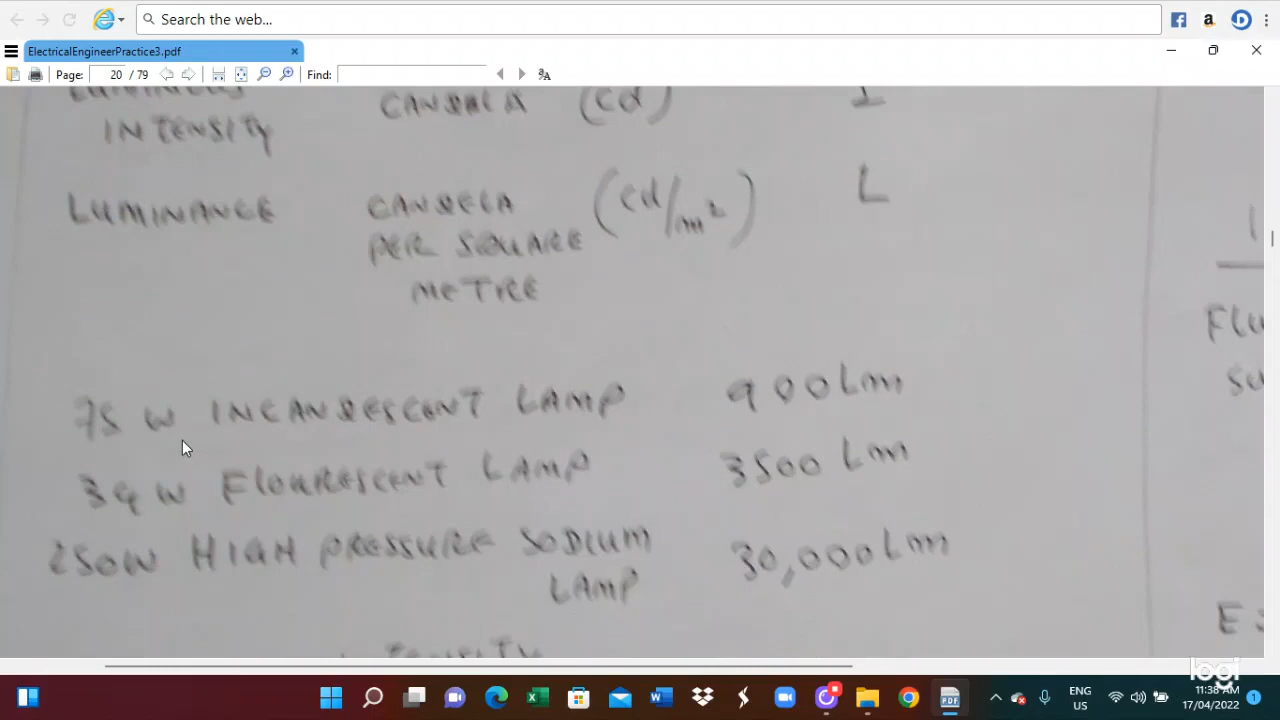 Search the web...
ElectricalEngineerPractice3.pdf
Page: 20 / 79 Find:
INTENSITY CANDELA (cd) I
LUMINANCE CANDELA (cd/m²) L
PER SQUARE
METRE
75 W INCANDESCENT LAMP 900 Lm
39 W FLOURESCENT LAMP 3500 Lm
250W HIGH PRESSURE SODIUM 30,000 Lm
LAMP
logi
ENG
US
11:38 AM
17/04/2022